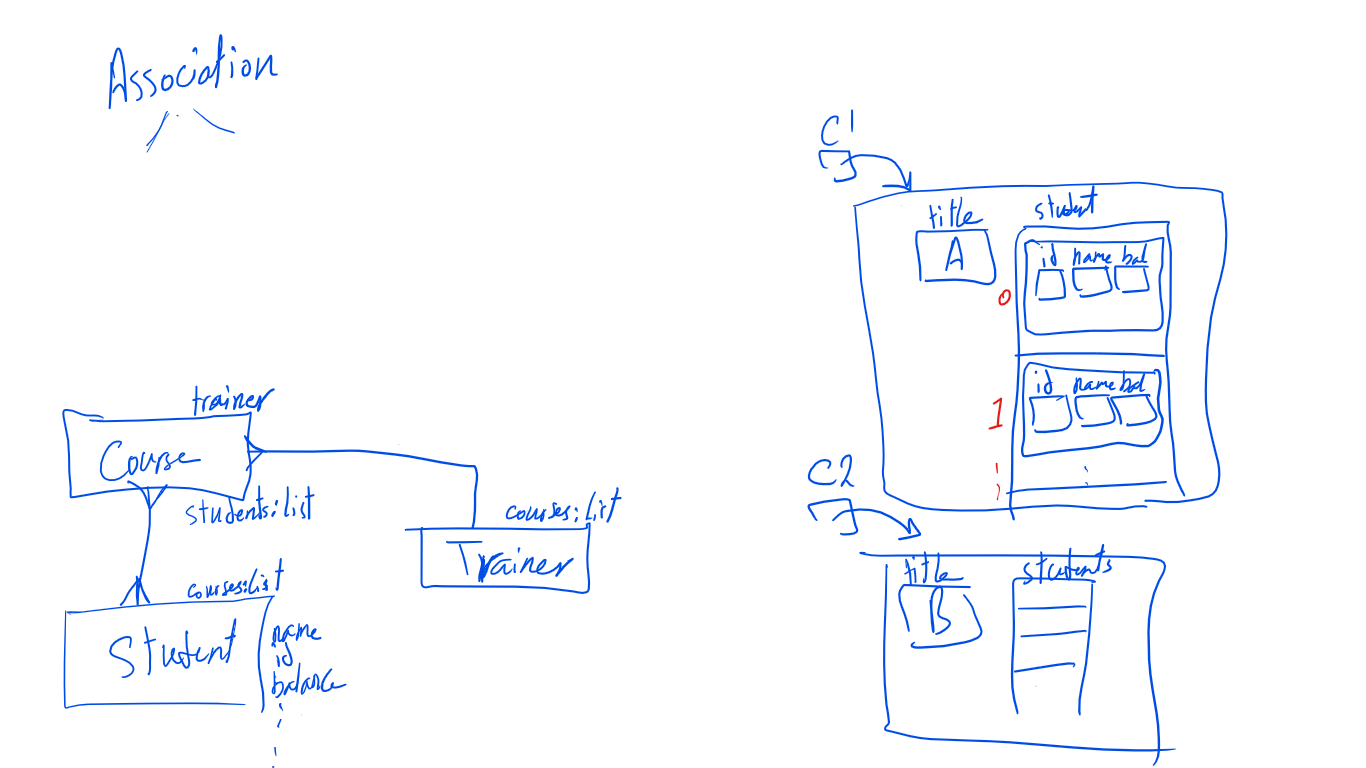 Association
trainer
Course
students:list
courses:list
Trainer
courses:list
Student
name
id
balance
C1
title
student
A
id name bal
0
id name bal
1
C2
title
students
B